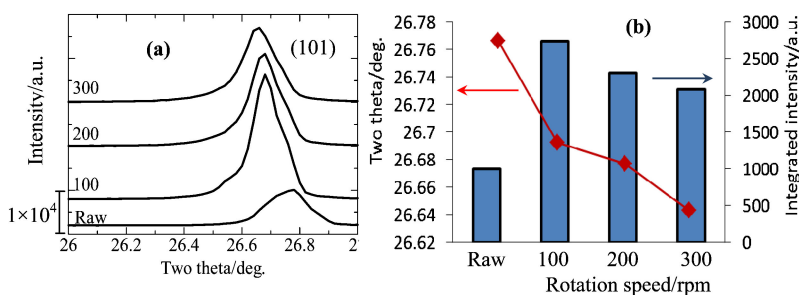 (a)
(101)
Intensity/a.u.
300
200
100
Raw
1×10⁴
26 26.2 26.4 26.6 26.8 2
Two theta/deg.
(b)
Two theta/deg.
26.78
26.76
26.74
26.72
26.7
26.68
26.66
26.64
26.62
3000
2500
2000
1500
1000
500
0
Integrated intensity/a.u.
Raw 100 200 300
Rotation speed/rpm